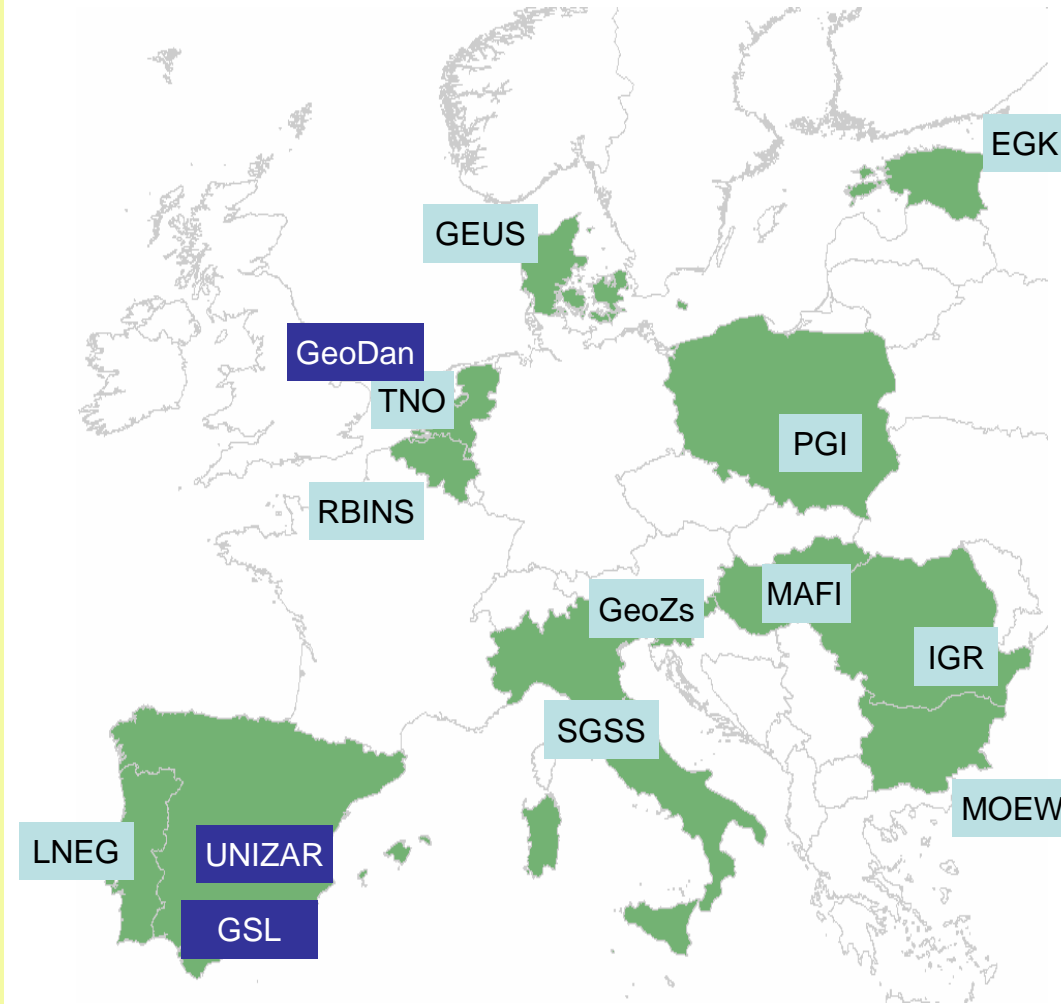 EGK
GEUS
GeoDan
TNO
PGI
RBINS
MAFI
GeoZs
IGR
SGSS
MOEW
LNEG
UNIZAR
GSL